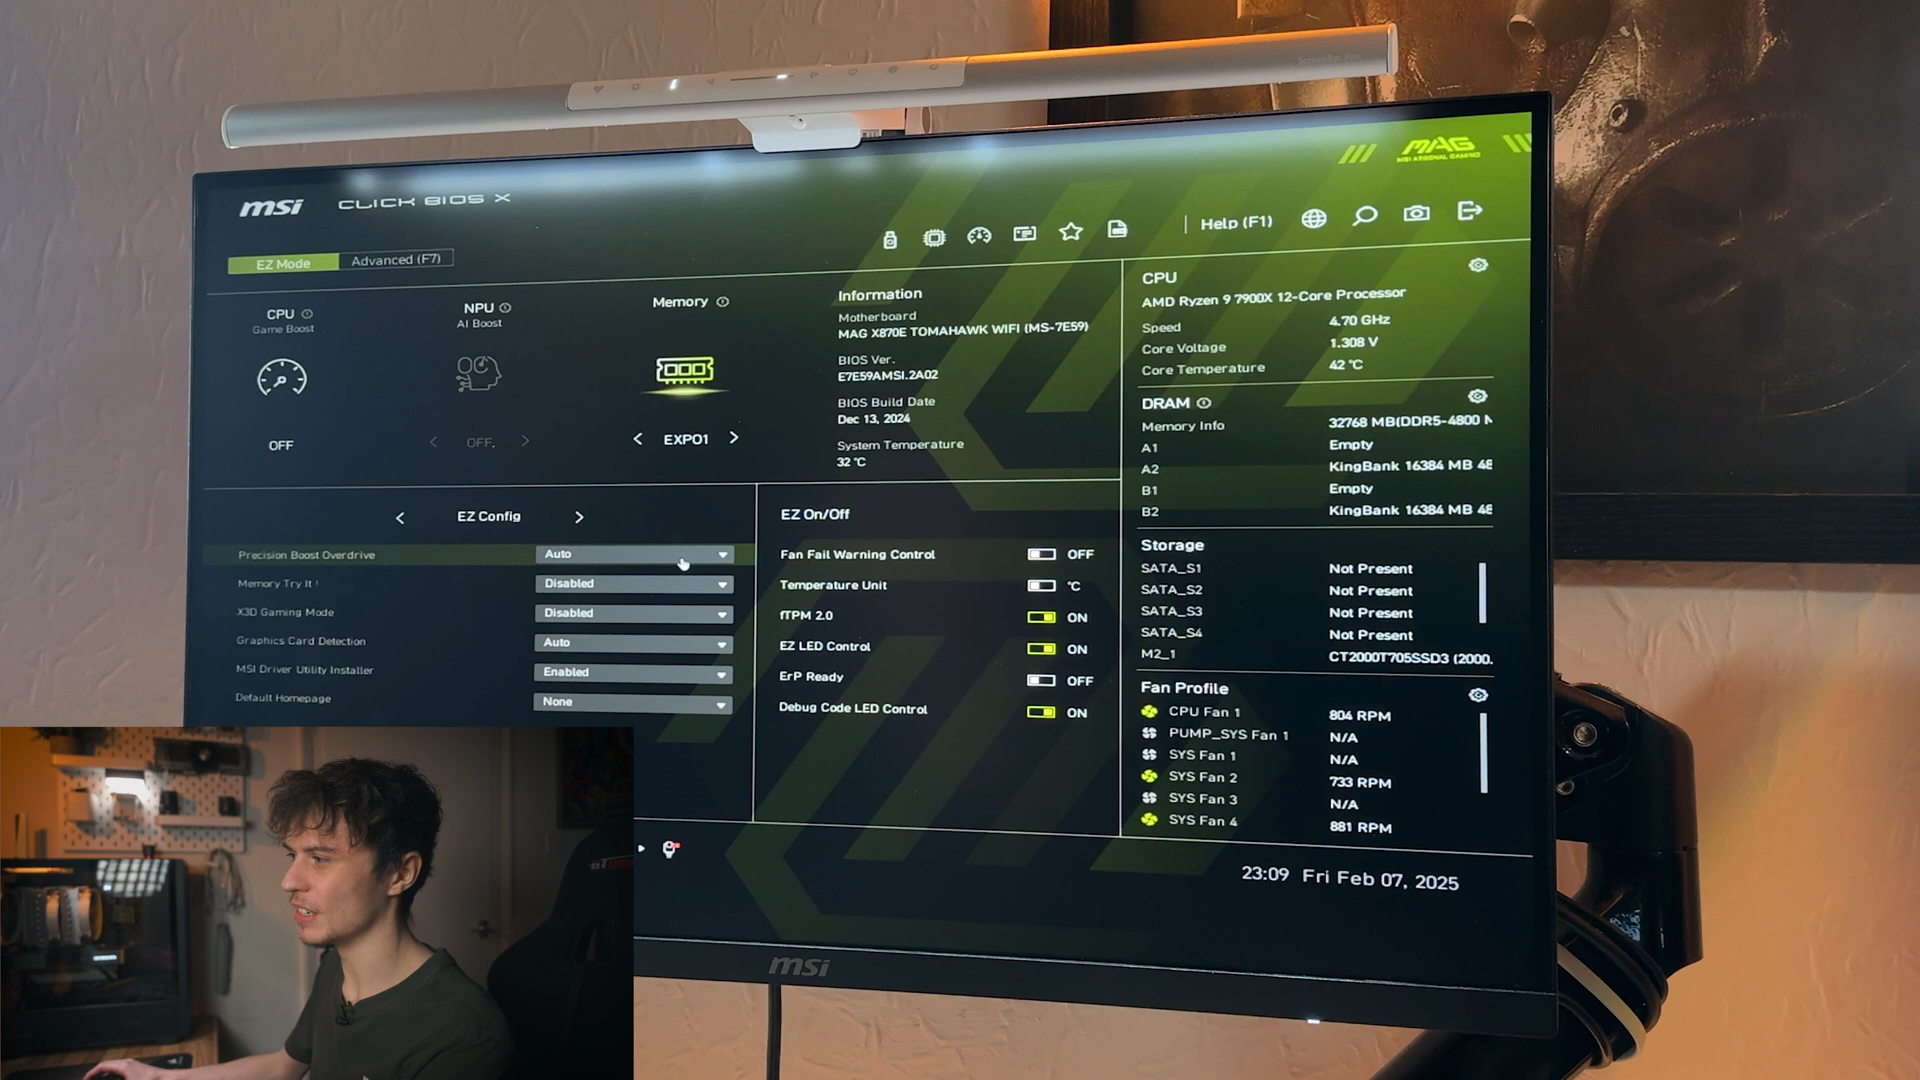 ScreenBar Pro
MAG
MSI ARSENAL GAMING
msi CLICK BIOS X
Help (F1)
EZ Mode Advanced (F7)
CPU
Game Boost
OFF
NPU
AI Boost
OFF
Memory
EXPO1
Information
Motherboard
MAG X870E TOMAHAWK WIFI (MS-7E59)
BIOS Ver.
E7E59AMSI.2A02
BIOS Build Date
Dec 13, 2024
System Temperature
32 °C
CPU
AMD Ryzen 9 7900X 12-Core Processor
Speed 4.70 GHz
Core Voltage 1.308 V
Core Temperature 42 °C
DRAM
Memory Info 32768 MB(DDR5-4800 M
A1 Empty
A2 KingBank 16384 MB 48
B1 Empty
B2 KingBank 16384 MB 48
EZ Config
Precision Boost Overdrive Auto
Memory Try It ! Disabled
X3D Gaming Mode Disabled
Graphics Card Detection Auto
MSI Driver Utility Installer Enabled
Default Homepage None
EZ On/Off
Fan Fail Warning Control OFF
Temperature Unit °C
fTPM 2.0 ON
EZ LED Control ON
ErP Ready OFF
Debug Code LED Control ON
Storage
SATA_S1 Not Present
SATA_S2 Not Present
SATA_S3 Not Present
SATA_S4 Not Present
M2_1 CT2000T705SSD3 (2000.
Fan Profile
CPU Fan 1 804 RPM
PUMP_SYS Fan 1 N/A
SYS Fan 1 N/A
SYS Fan 2 733 RPM
SYS Fan 3 N/A
SYS Fan 4 881 RPM
23:09 Fri Feb 07, 2025
msi